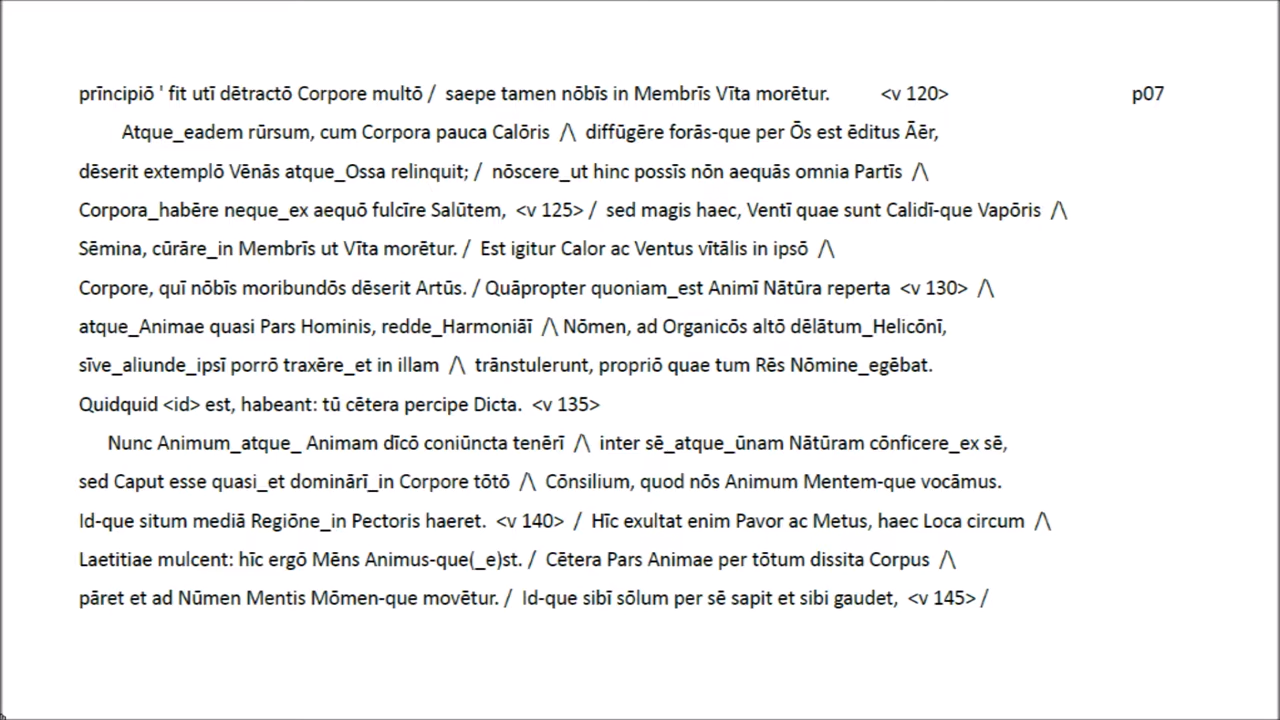 prīncipiō ' fit utī dētractō Corpore multō / saepe tamen nōbīs in Membrīs Vīta morētur. <v 120> p07
Atque_eadem rūrsum, cum Corpora pauca Calōris /\ diffūgēre forās-que per Ōs est ēditus Āēr,
dēserit extemplō Vēnās atque_Ossa relinquit; / nōscere_ut hinc possīs nōn aequās omnia Partīs /\
Corpora_habēre neque_ex aequō fulcīre Salūtem, <v 125> / sed magis haec, Ventī quae sunt Calidī-que Vapōris /\
Sēmina, cūrāre_in Membrīs ut Vīta morētur. / Est igitur Calor ac Ventus vītālis in ipsō /\
Corpore, quī nōbīs moribundōs dēserit Artūs. / Quāpropter quoniam_est Animī Nātūra reperta <v 130> /\
atque_Animae quasi Pars Hominis, redde_Harmoniāī /\ Nōmen, ad Organicōs altō dēlātum_Helicōnī,
sīve_aliunde_ipsī porrō traxēre_et in illam /\ trānstulerunt, propriō quae tum Rēs Nōmine_egēbat.
Quidquid <id> est, habeant: tū cētera percipe Dicta. <v 135>
Nunc Animum_atque_ Animam dīcō coniūncta tenērī /\ inter sē_atque_ūnam Nātūram cōnficere_ex sē,
sed Caput esse quasi_et dominārī_in Corpore tōtō /\ Cōnsilium, quod nōs Animum Mentem-que vocāmus.
Id-que situm mediā Regiōne_in Pectoris haeret. <v 140> / Hīc exultat enim Pavor ac Metus, haec Loca circum /\
Laetitiae mulcent: hīc ergō Mēns Animus-que(_e)st. / Cētera Pars Animae per tōtum dissita Corpus /\
pāret et ad Nūmen Mentis Mōmen-que movētur. / Id-que sibī sōlum per sē sapit et sibi gaudet, <v 145> /